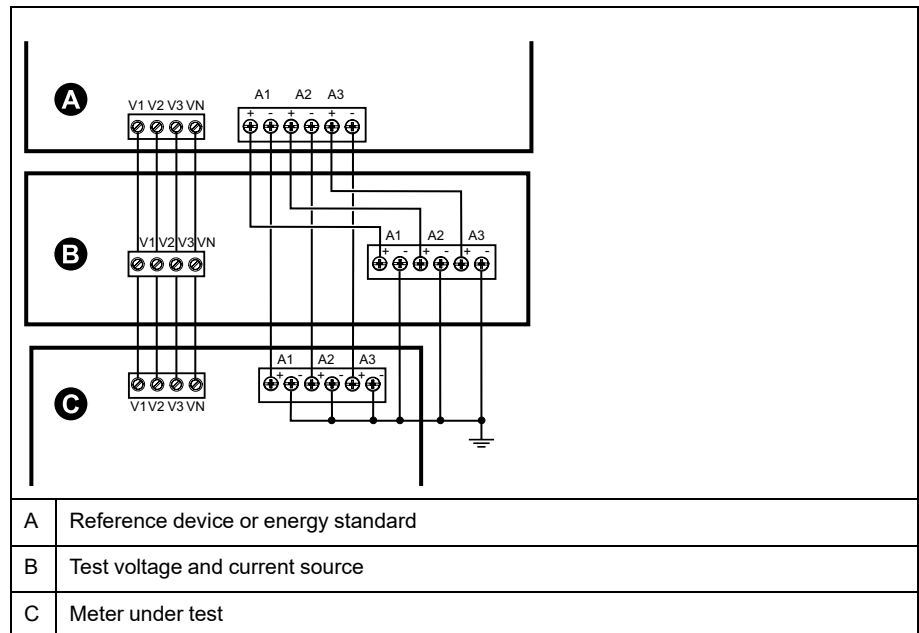 A
A1 A2 A3
V1 V2 V3 VN
+ - + - + -
B
V1 V2 V3 VN
A1 A2 A3
+ - + - + -
C
A1 A2 A3
+ - + - + -
V1 V2 V3 VN
A Reference device or energy standard
B Test voltage and current source
C Meter under test